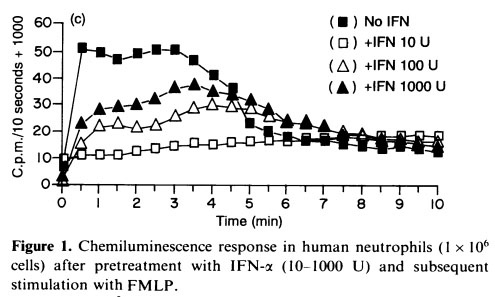 (c)
60
50
40
30
20
10
0
C.p.m./10 seconds + 1000
(■) No IFN
(□) +IFN 10 U
(△) +IFN 100 U
(▲) +IFN 1000 U
0 1 2 3 4 5 6 7 8 9 10
Time (min)
Figure 1. Chemiluminescence response in human neutrophils (1 × 10⁶
cells) after pretreatment with IFN-α (10–1000 U) and subsequent
stimulation with FMLP.